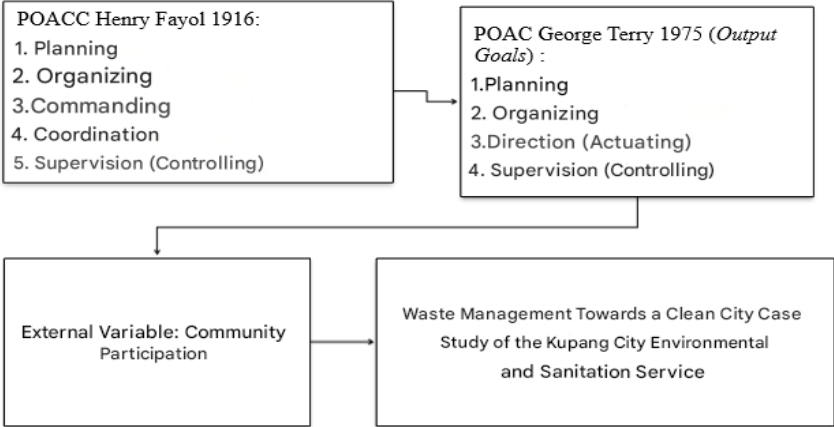 POACC Henry Fayol 1916:
1. Planning
2. Organizing
3.Commanding
4. Coordination
5. Supervision (Controlling)
POAC George Terry 1975 (Output
Goals) :
1.Planning
2. Organizing
3.Direction (Actuating)
4. Supervision (Controlling)
External Variable: Community
Participation
Waste Management Towards a Clean City Case
Study of the Kupang City Environmental
and Sanitation Service